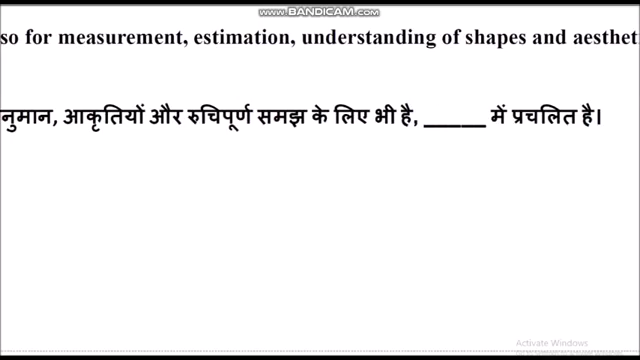 www.BANDICAM.com
so for measurement, estimation, understanding of shapes and aesthet
नुमान, आकृतियों और रुचिपूर्ण समझ के लिए भी है, ______ में प्रचलित है।
Activate Windows